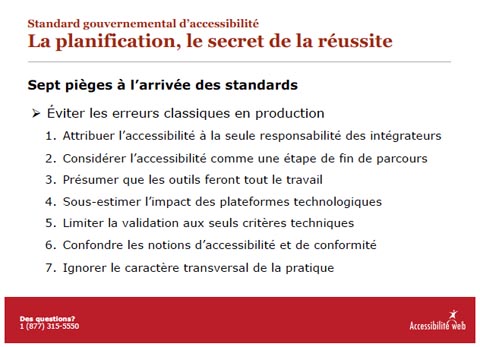 Standard gouvernemental d’accessibilité
La planification, le secret de la réussite
Sept pièges à l’arrivée des standards
➢ Éviter les erreurs classiques en production
1. Attribuer l’accessibilité à la seule responsabilité des intégrateurs
2. Considérer l’accessibilité comme une étape de fin de parcours
3. Présumer que les outils feront tout le travail
4. Sous-estimer l’impact des plateformes technologiques
5. Limiter la validation aux seuls critères techniques
6. Confondre les notions d’accessibilité et de conformité
7. Ignorer le caractère transversal de la pratique
Des questions?
1 (877) 315-5550
Accessibilité web